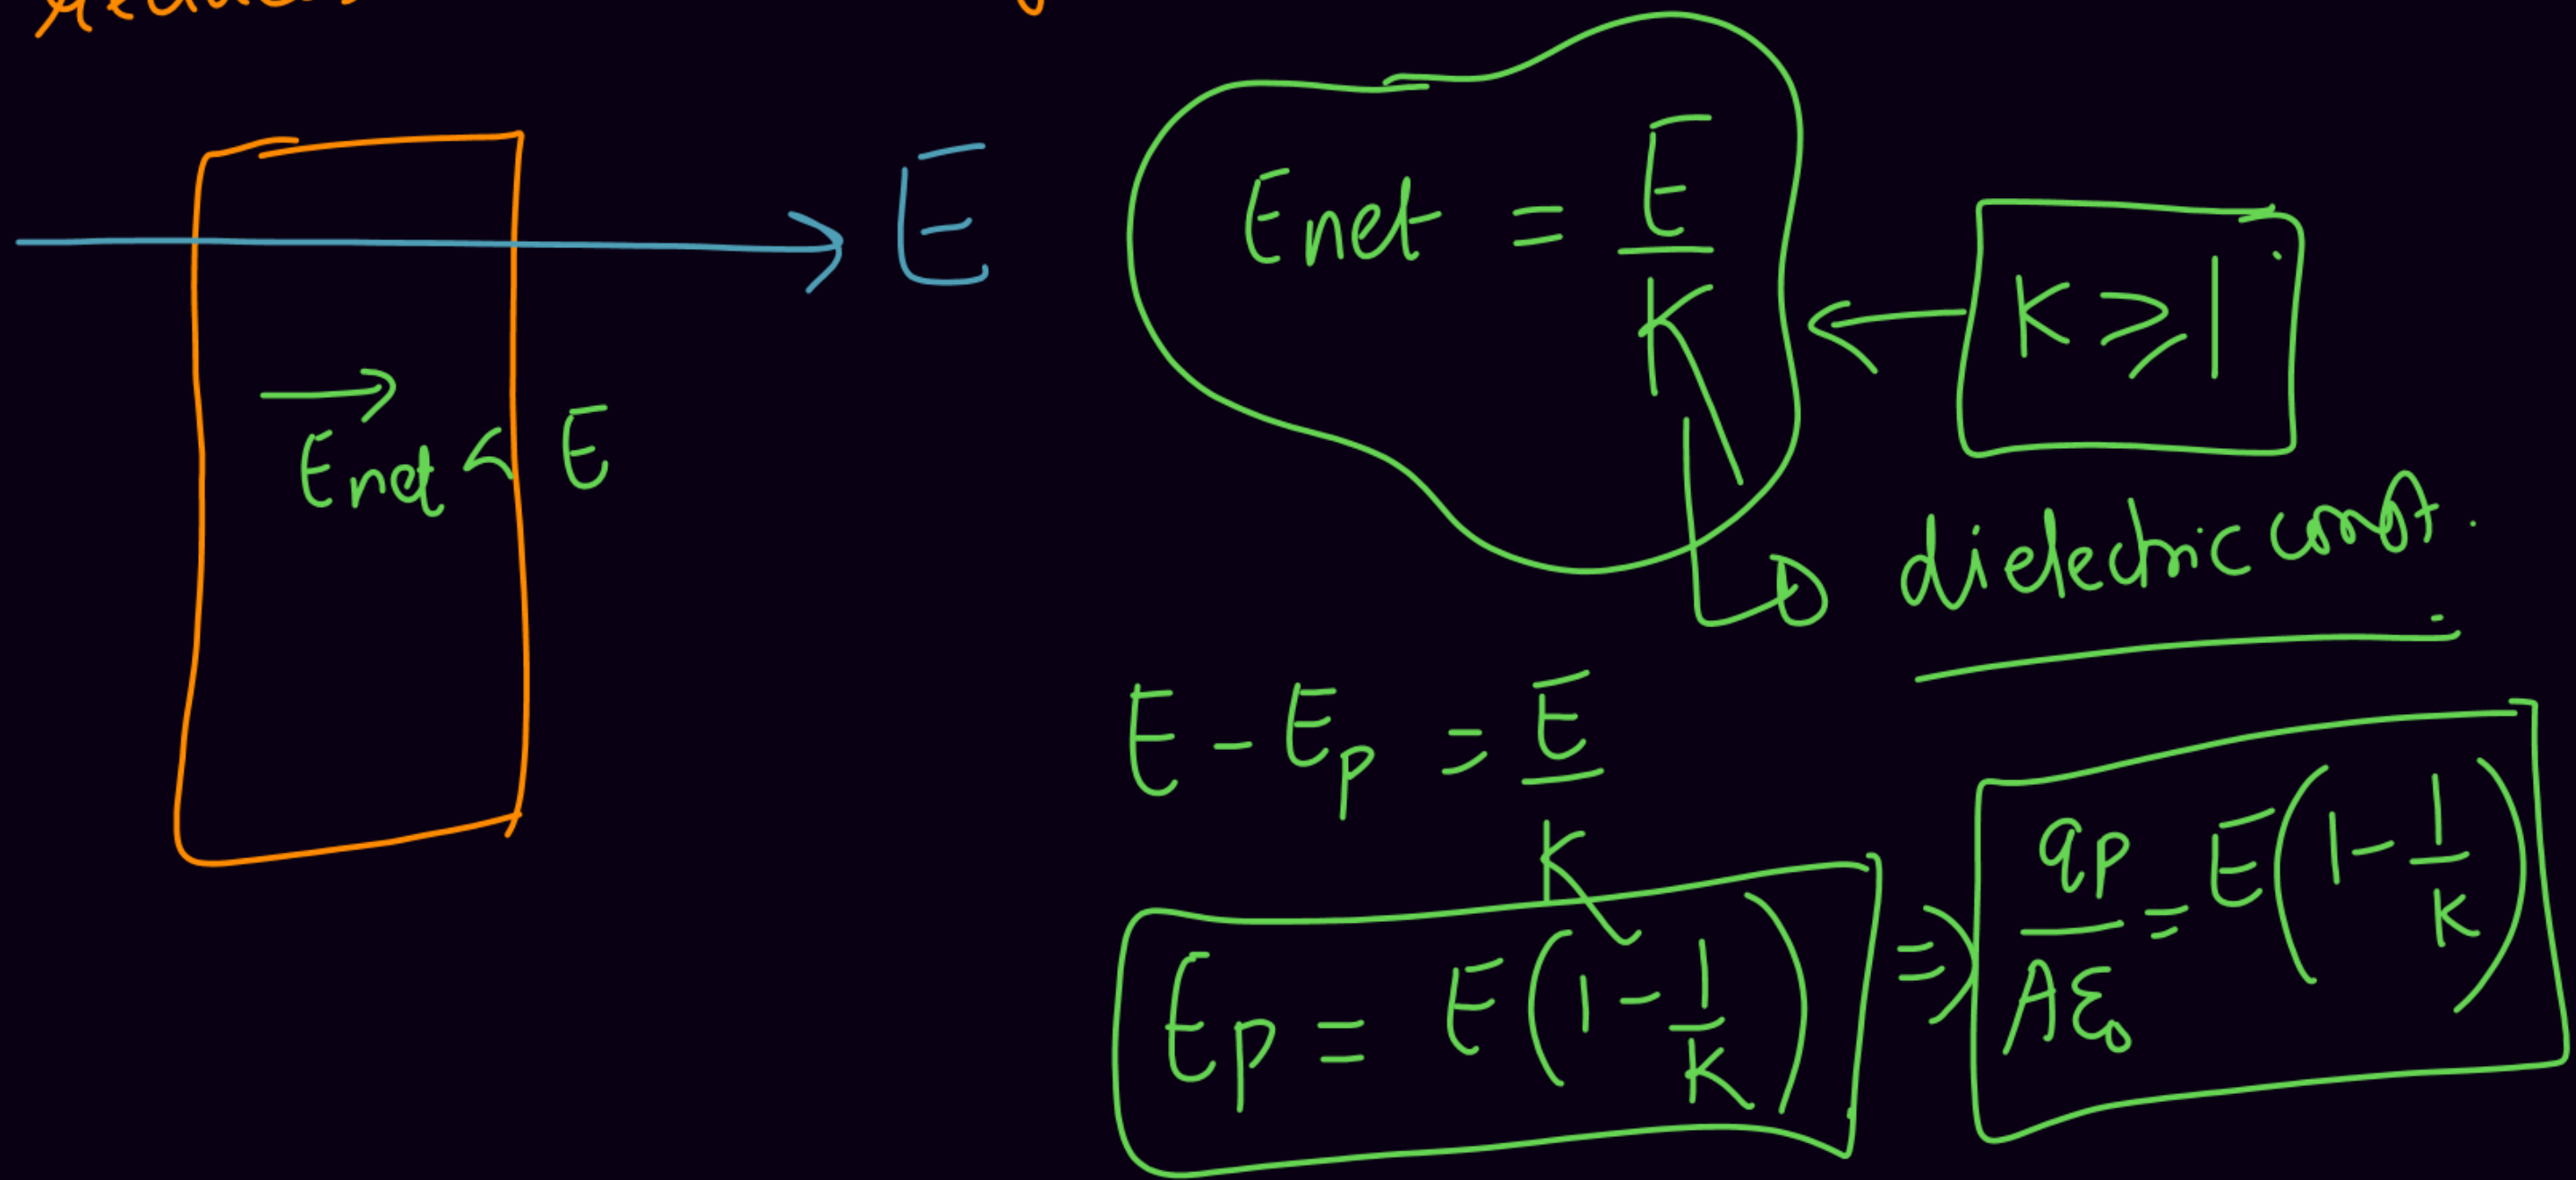 E
Enet < E
Enet = E/K
K ⩾ 1
dielectric const.
E - Ep = E/K
Ep = E(1 - 1/K) ⇒ qp/Aε₀ = E(1 - 1/K)